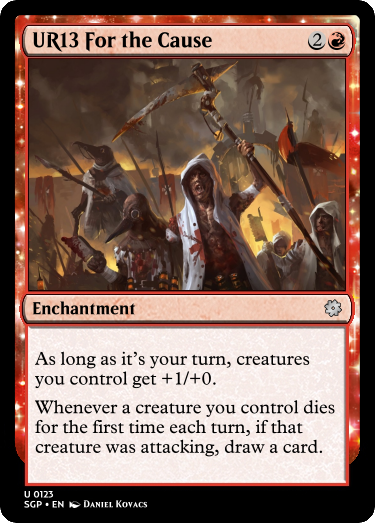 UR13 For the Cause 2
Enchantment
As long as it's your turn, creatures
you control get +1/+0.
Whenever a creature you control dies
for the first time each turn, if that
creature was attacking, draw a card.
U 0123
SGP • EN Daniel Kovacs